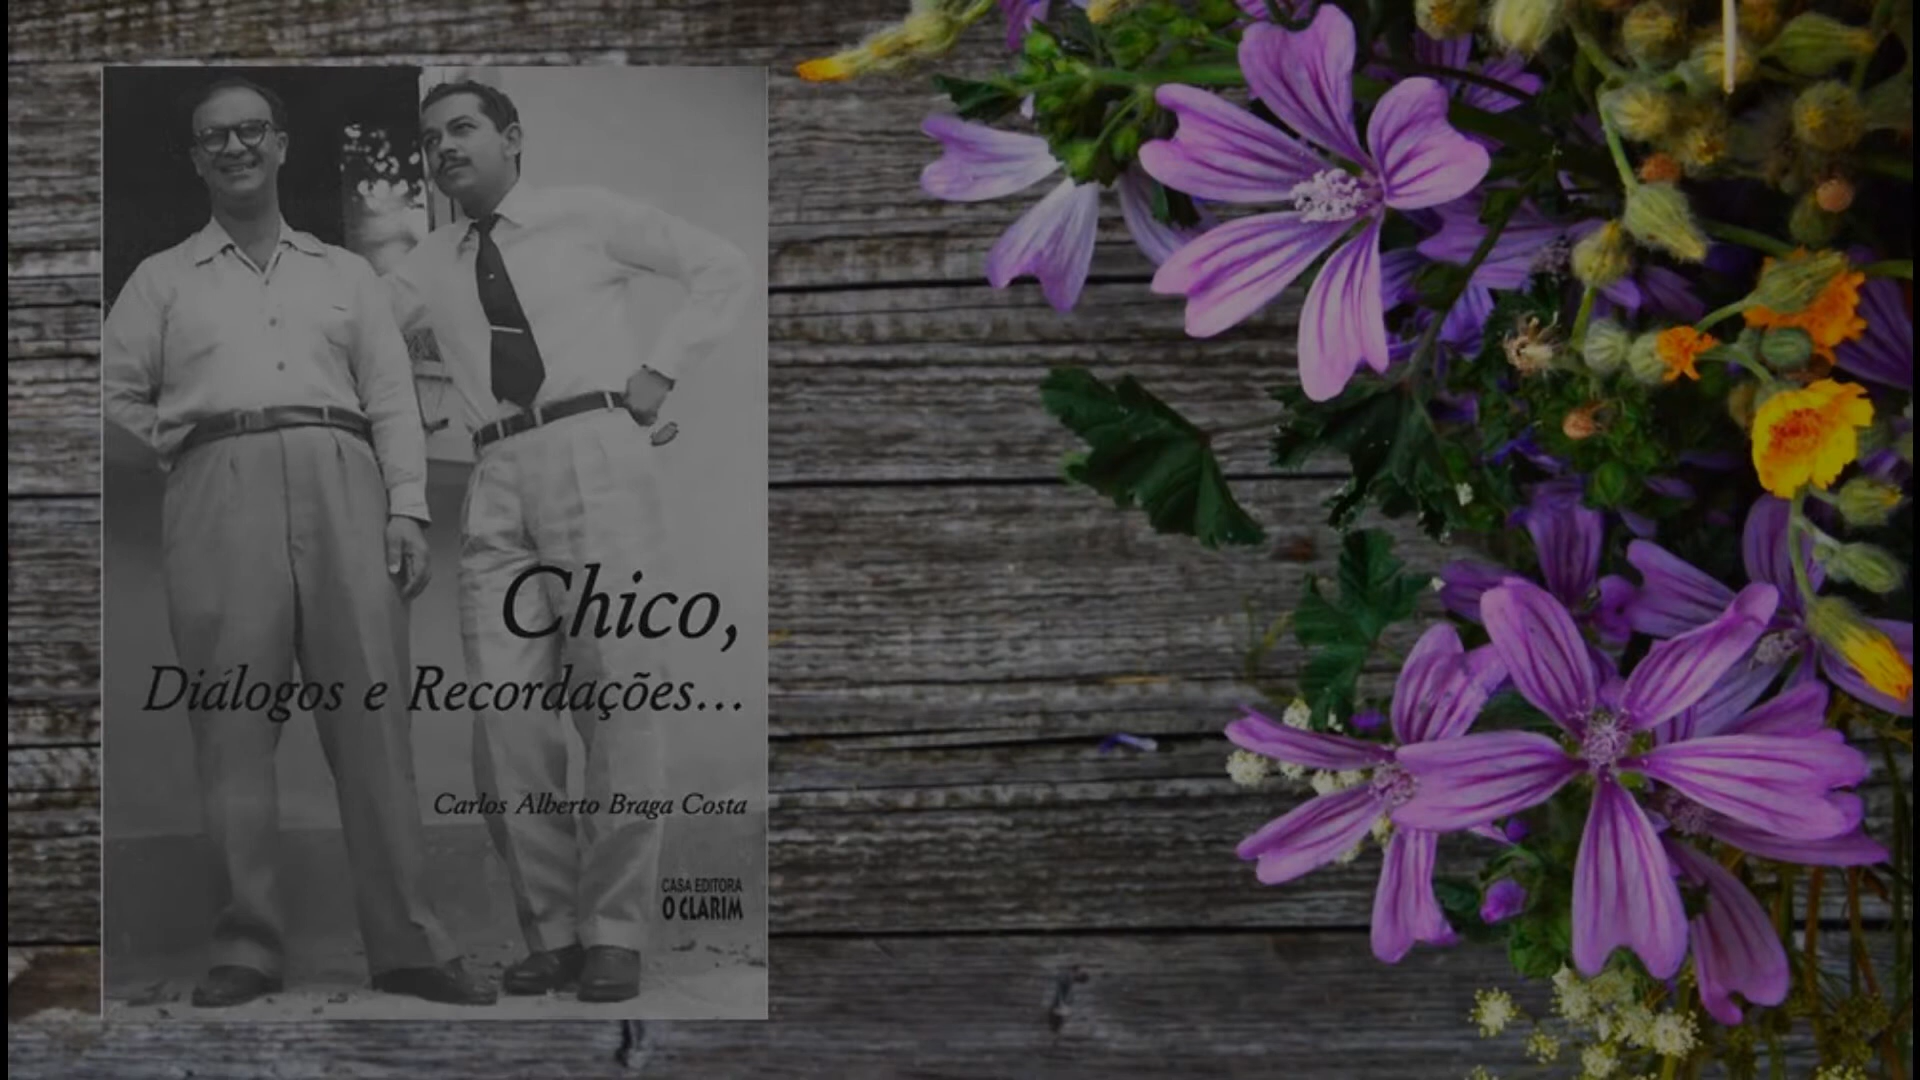 Chico,
Diálogos e Recordações...
Carlos Alberto Braga Costa
CASA EDITORA
O CLARIM